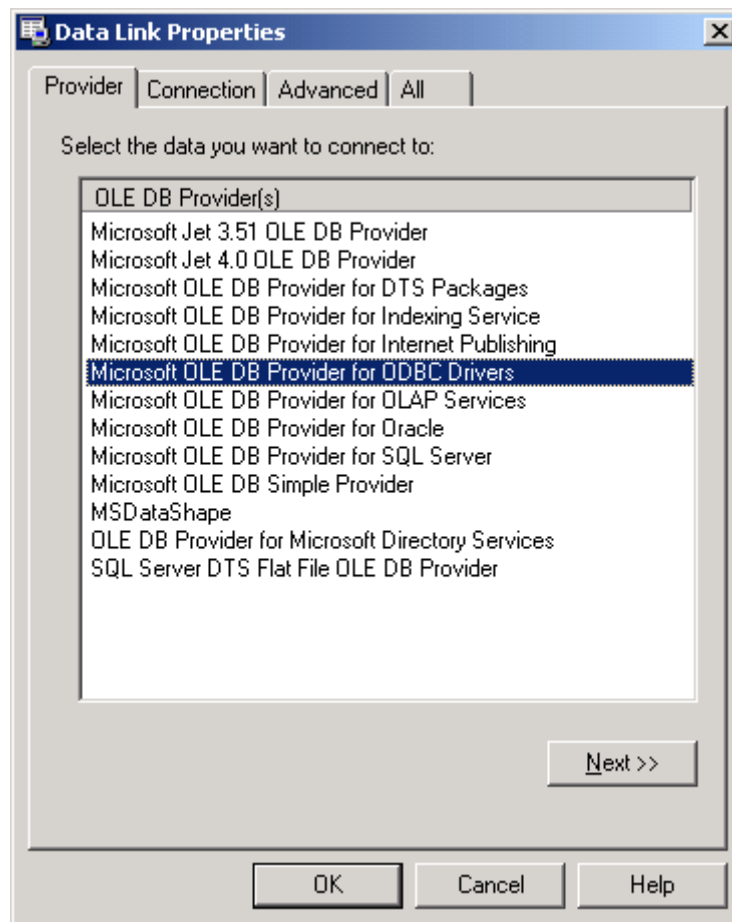 Data Link Properties
Provider Connection Advanced All
Select the data you want to connect to:
OLE DB Provider(s)
Microsoft Jet 3.51 OLE DB Provider
Microsoft Jet 4.0 OLE DB Provider
Microsoft OLE DB Provider for DTS Packages
Microsoft OLE DB Provider for Indexing Service
Microsoft OLE DB Provider for Internet Publishing
Microsoft OLE DB Provider for ODBC Drivers
Microsoft OLE DB Provider for OLAP Services
Microsoft OLE DB Provider for Oracle
Microsoft OLE DB Provider for SQL Server
Microsoft OLE DB Simple Provider
MSDataShape
OLE DB Provider for Microsoft Directory Services
SQL Server DTS Flat File OLE DB Provider
Next >>
OK Cancel Help